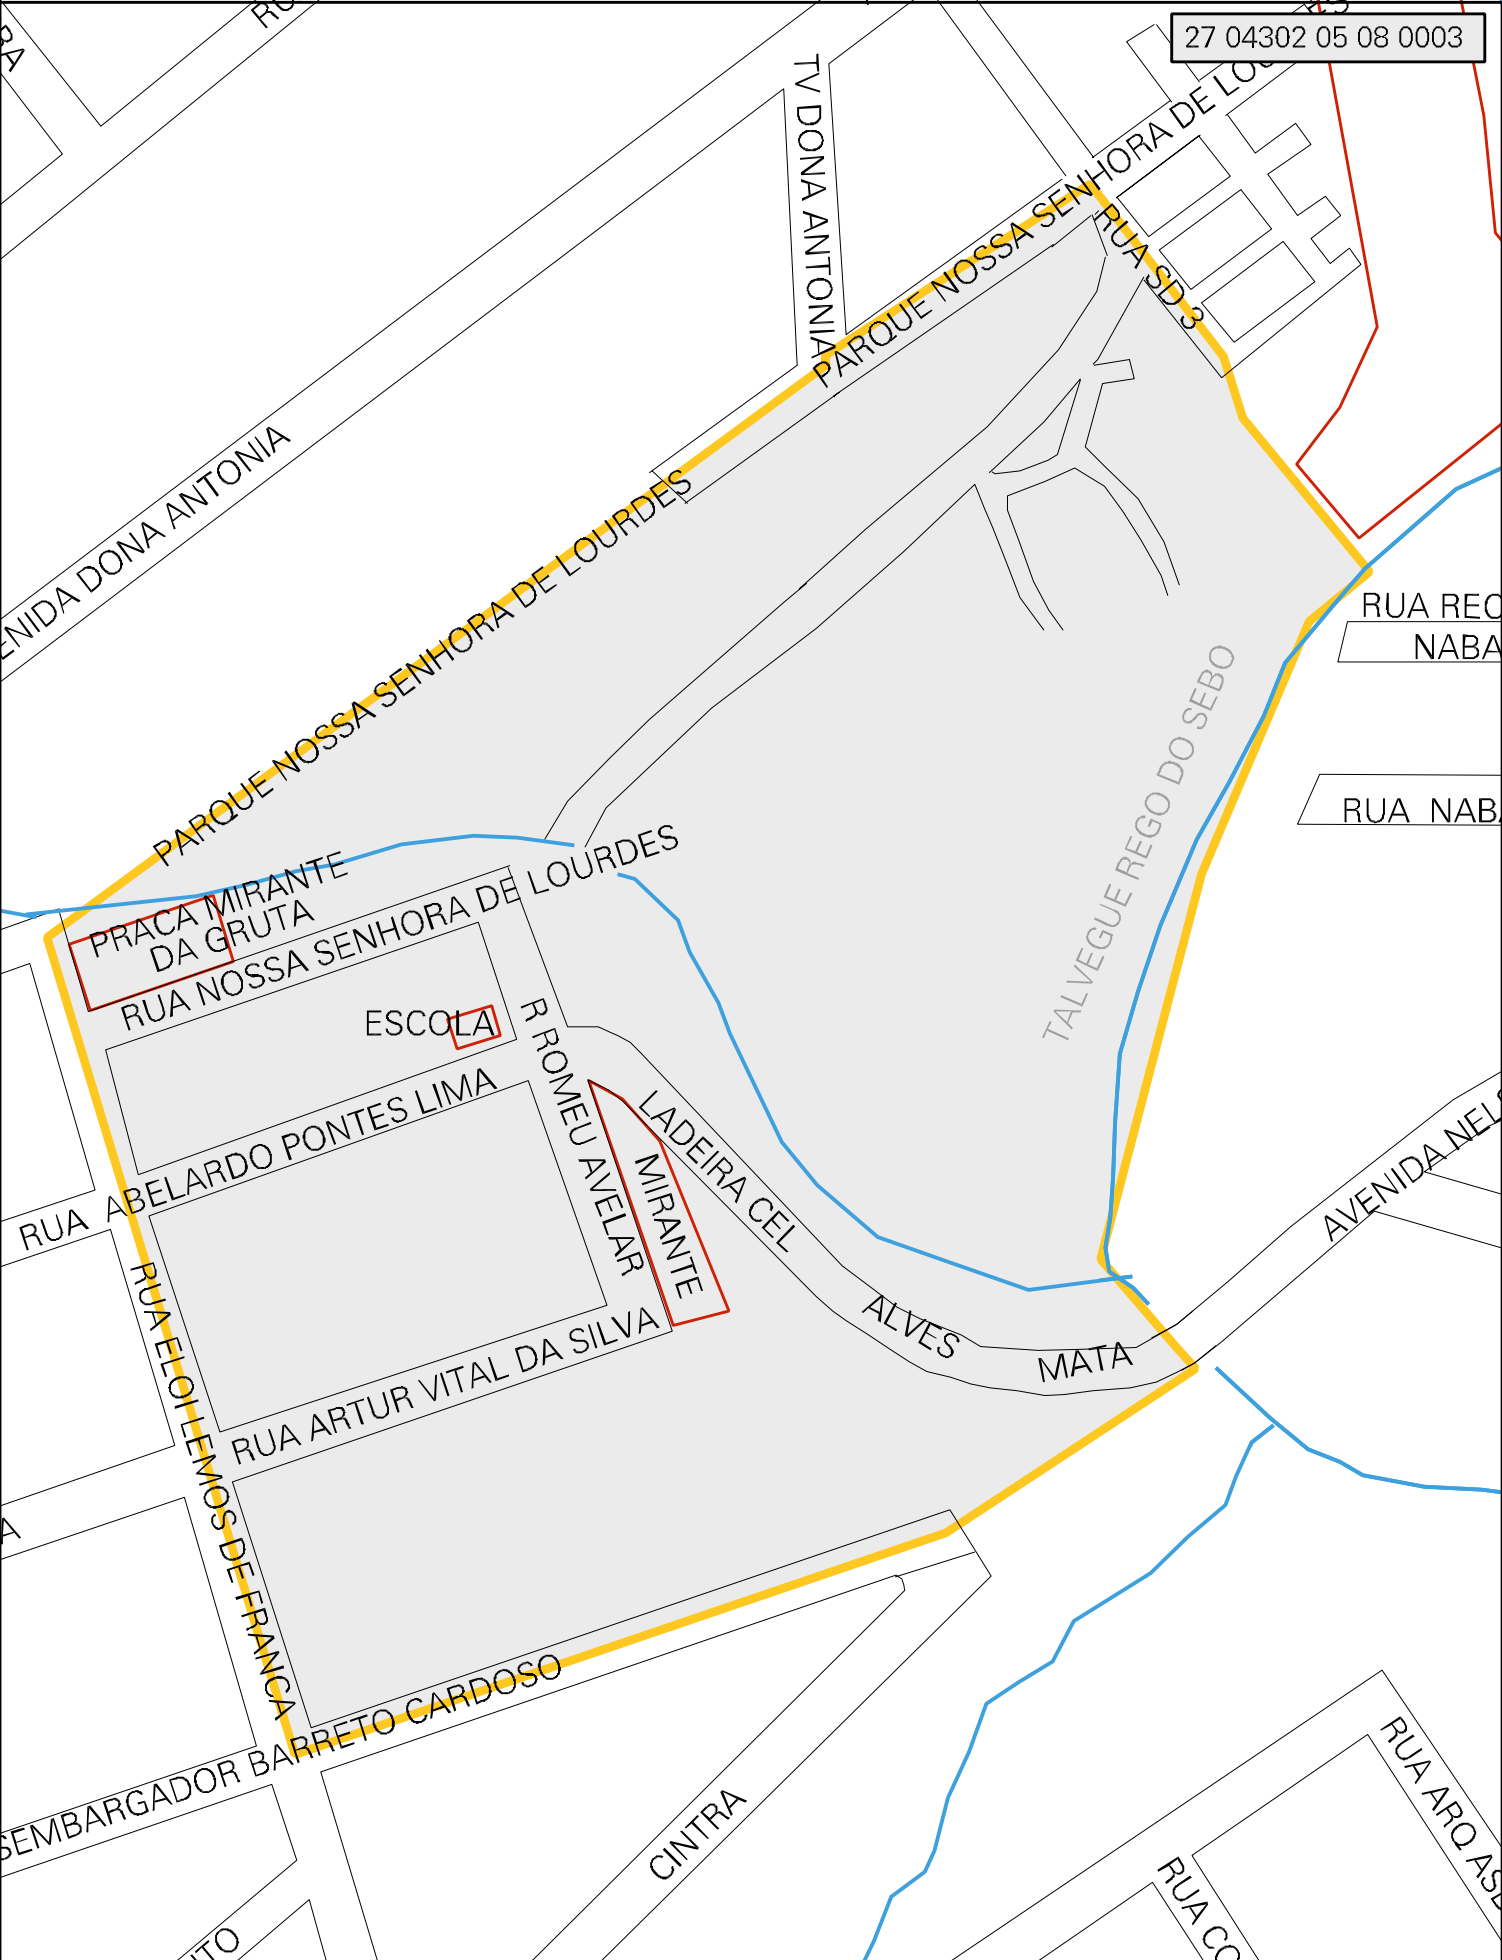 27 04302 05 08 0003
TV DONA ANTONIA
PARQUE NOSSA SENHORA DE
RUA SD 3
ENIDA DONA ANTONIA
PARQUE NOSSA SENHORA DE LOURDES
RUA REC
NABA
TALVEGUE REGO DO SEBO
RUA NABA
PRACA MIRANTE
DA GRUTA
RUA NOSSA SENHORA DE LOURDES
ESCOLA
R ROMEU AVELAR
RUA ABELARDO PONTES LIMA
LADEIRA CEL
ALVES
MATA
MIRANTE
AVENIDA NELS
RUA ELOI LEMOS DE FRANCA
RUA ARTUR VITAL DA SILVA
SEMBARGADOR BARRETO CARDOSO
CINTRA
RUA ARQ ASD
RUA CO
NTO